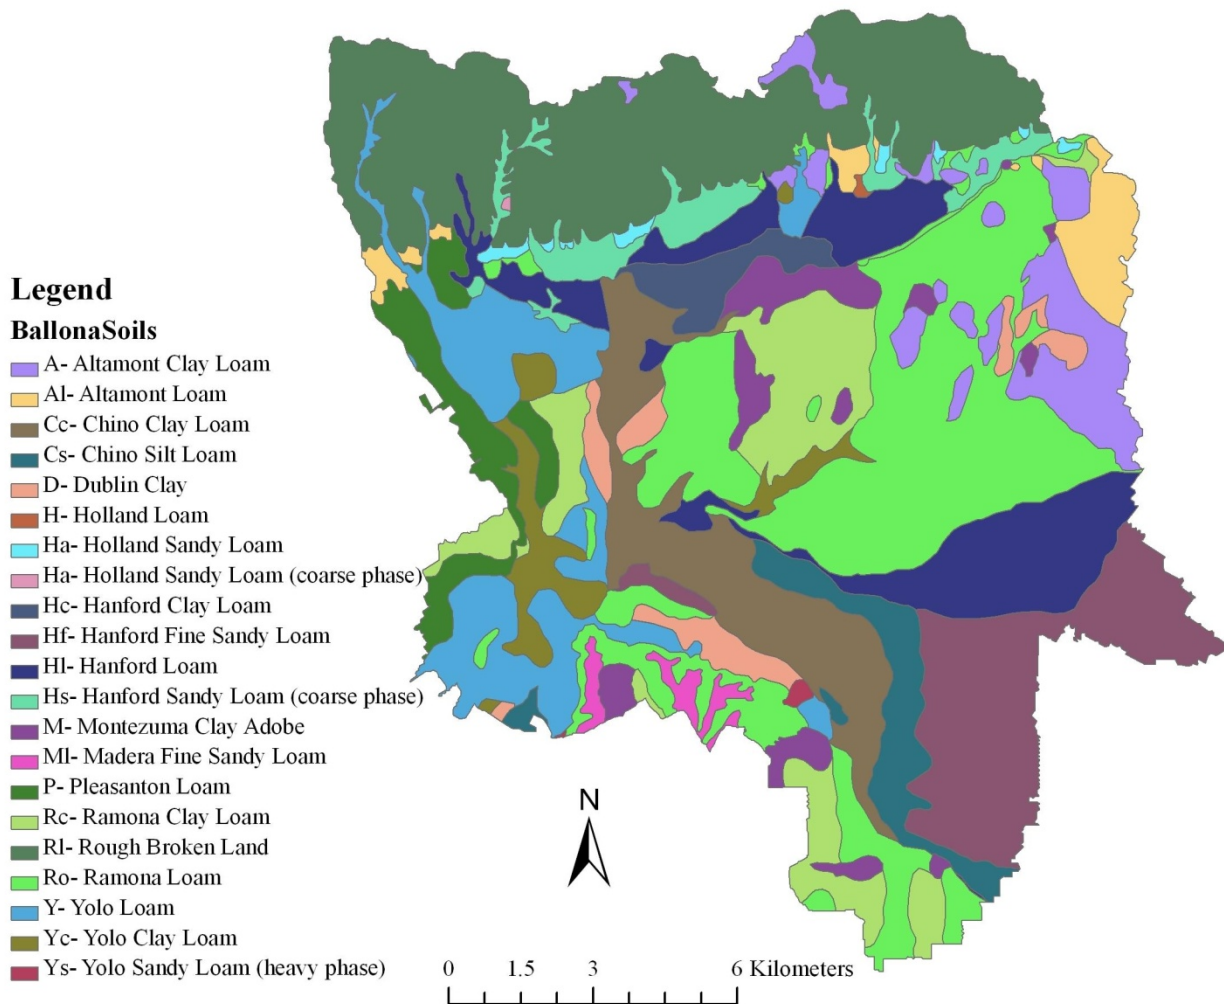 Legend
BallonaSoils
A- Altamont Clay Loam
Al- Altamont Loam
Cc- Chino Clay Loam
Cs- Chino Silt Loam
D- Dublin Clay
H- Holland Loam
Ha- Holland Sandy Loam
Ha- Holland Sandy Loam (coarse phase)
Hc- Hanford Clay Loam
Hf- Hanford Fine Sandy Loam
Hl- Hanford Loam
Hs- Hanford Sandy Loam (coarse phase)
M- Montezuma Clay Adobe
Ml- Madera Fine Sandy Loam
P- Pleasanton Loam
Rc- Ramona Clay Loam
Rl- Rough Broken Land
Ro- Ramona Loam
Y- Yolo Loam
Yc- Yolo Clay Loam
Ys- Yolo Sandy Loam (heavy phase)
N
0 1.5 3 6 Kilometers